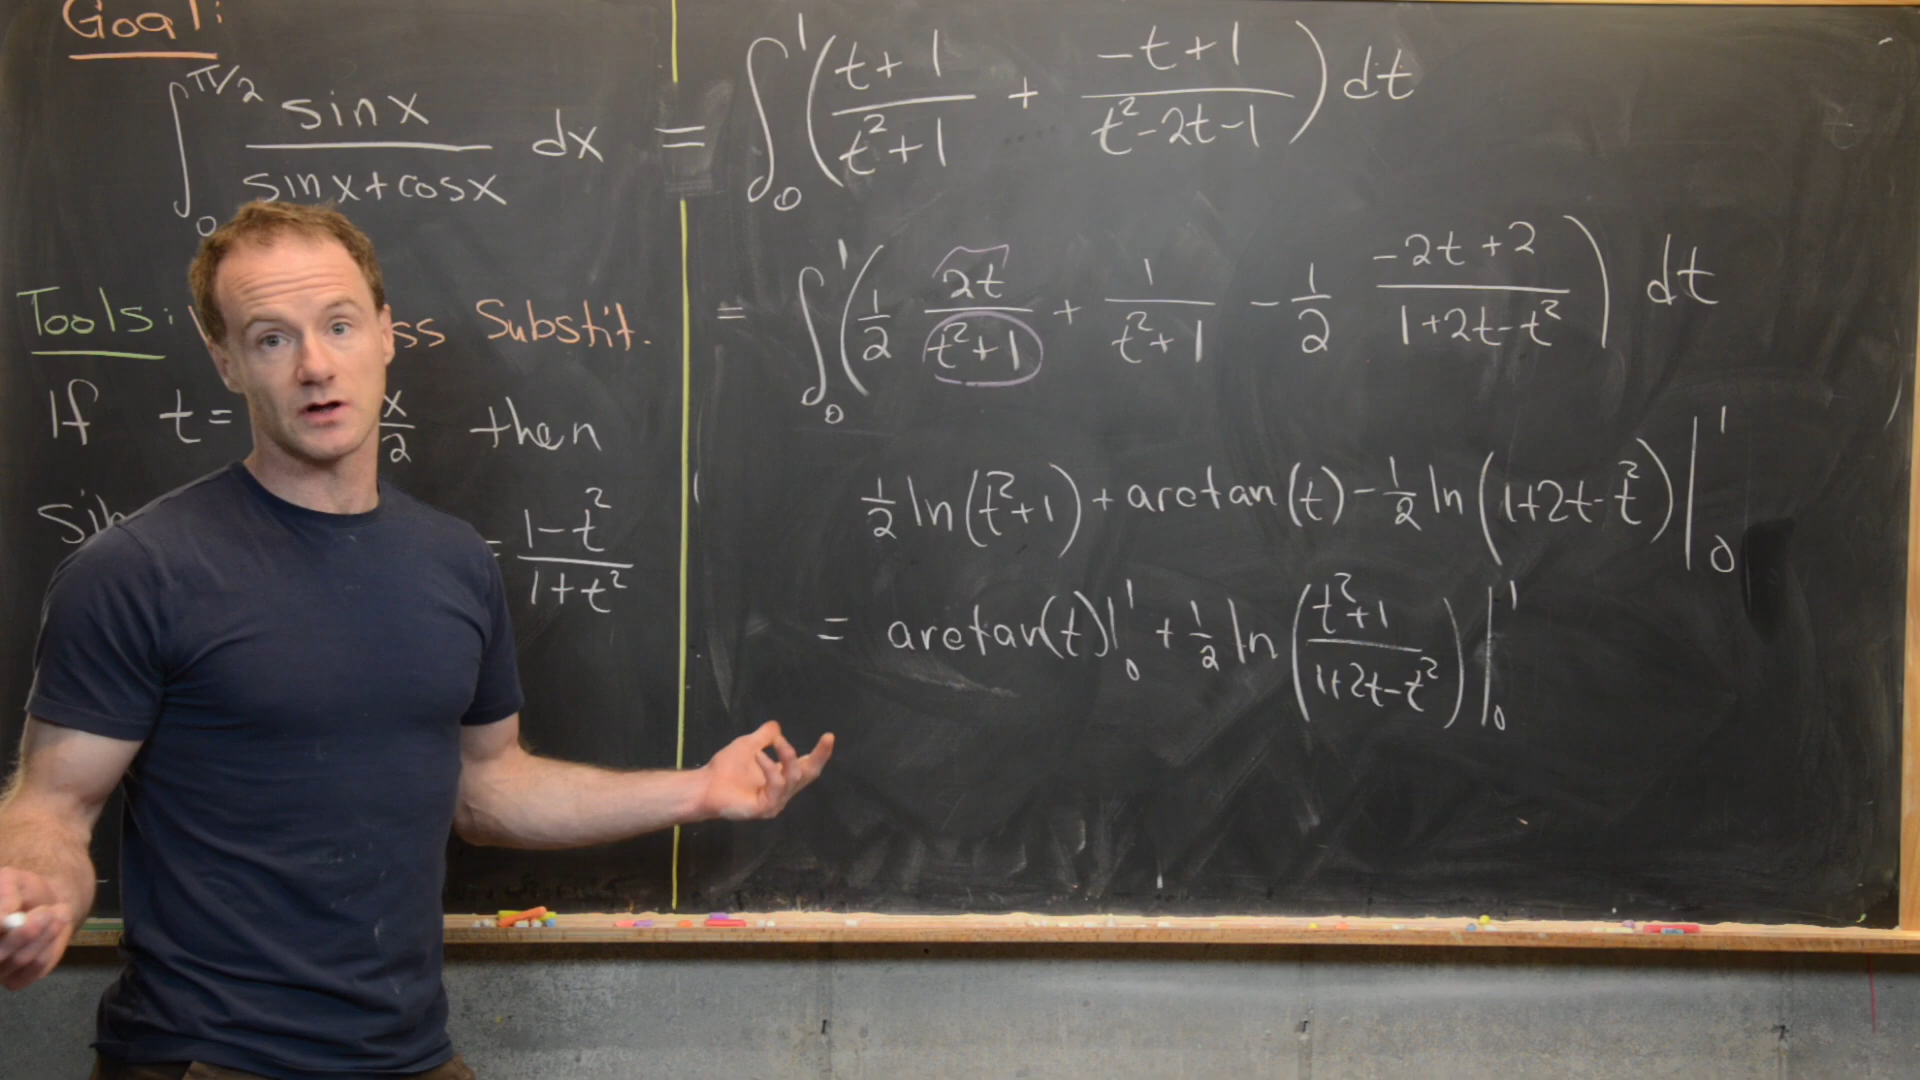 Goal:
∫₀^{π/2} sinx / (sinx+cosx) dx
Tools: ss Substit.
If t= x/2 then
sin = (1-t²)/(1+t²)
= ∫₀¹ ( (t+1)/(t²+1) + (-t+1)/(t²-2t-1) ) dt
= ∫₀¹ ( 1/2 2t/(t²+1) + 1/(t²+1) - 1/2 (-2t+2)/(1+2t-t²) ) dt
1/2 ln(t²+1) + arctan(t) - 1/2 ln(1+2t-t²) |₀¹
= arctan(t)|₀¹ + 1/2 ln( (t²+1)/(1+2t-t²) ) |₀¹